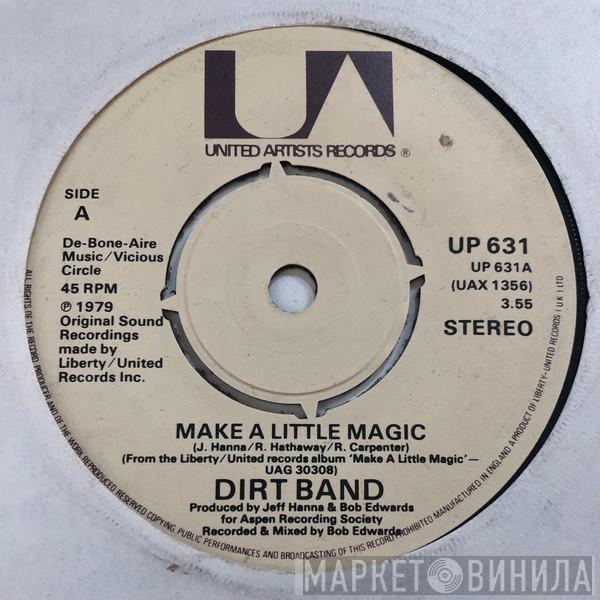 UA
UNITED ARTISTS RECORDS ®
SIDE
A
De-Bone-Aire
Music/Vicious
Circle
45 RPM
℗ 1979
Original Sound
Recordings
made by
Liberty/United
Records Inc.
UP 631
UP 631A
(UAX 1356)
3.55
STEREO
MAKE A LITTLE MAGIC
(J. Hanna/R. Hathaway/R. Carpenter)
(From the Liberty/United records album 'Make A Little Magic'—
UAG 30308)
DIRT BAND
Produced by Jeff Hanna & Bob Edwards
for Aspen Recording Society
Recorded & Mixed by Bob Edwards
ALL RIGHTS OF THE RECORD PRODUCER AND OF THE OWNER OF THE WORK REPRODUCED RESERVED COPYING, PUBLIC PERFORMANCES AND BROADCASTING OF THIS RECORD PROHIBITED MANUFACTURED IN ENGLAND A PRODUCT OF LIBERTY-UNITED RECORDS (UK) LTD
МАРКЕТ ВИНИЛА